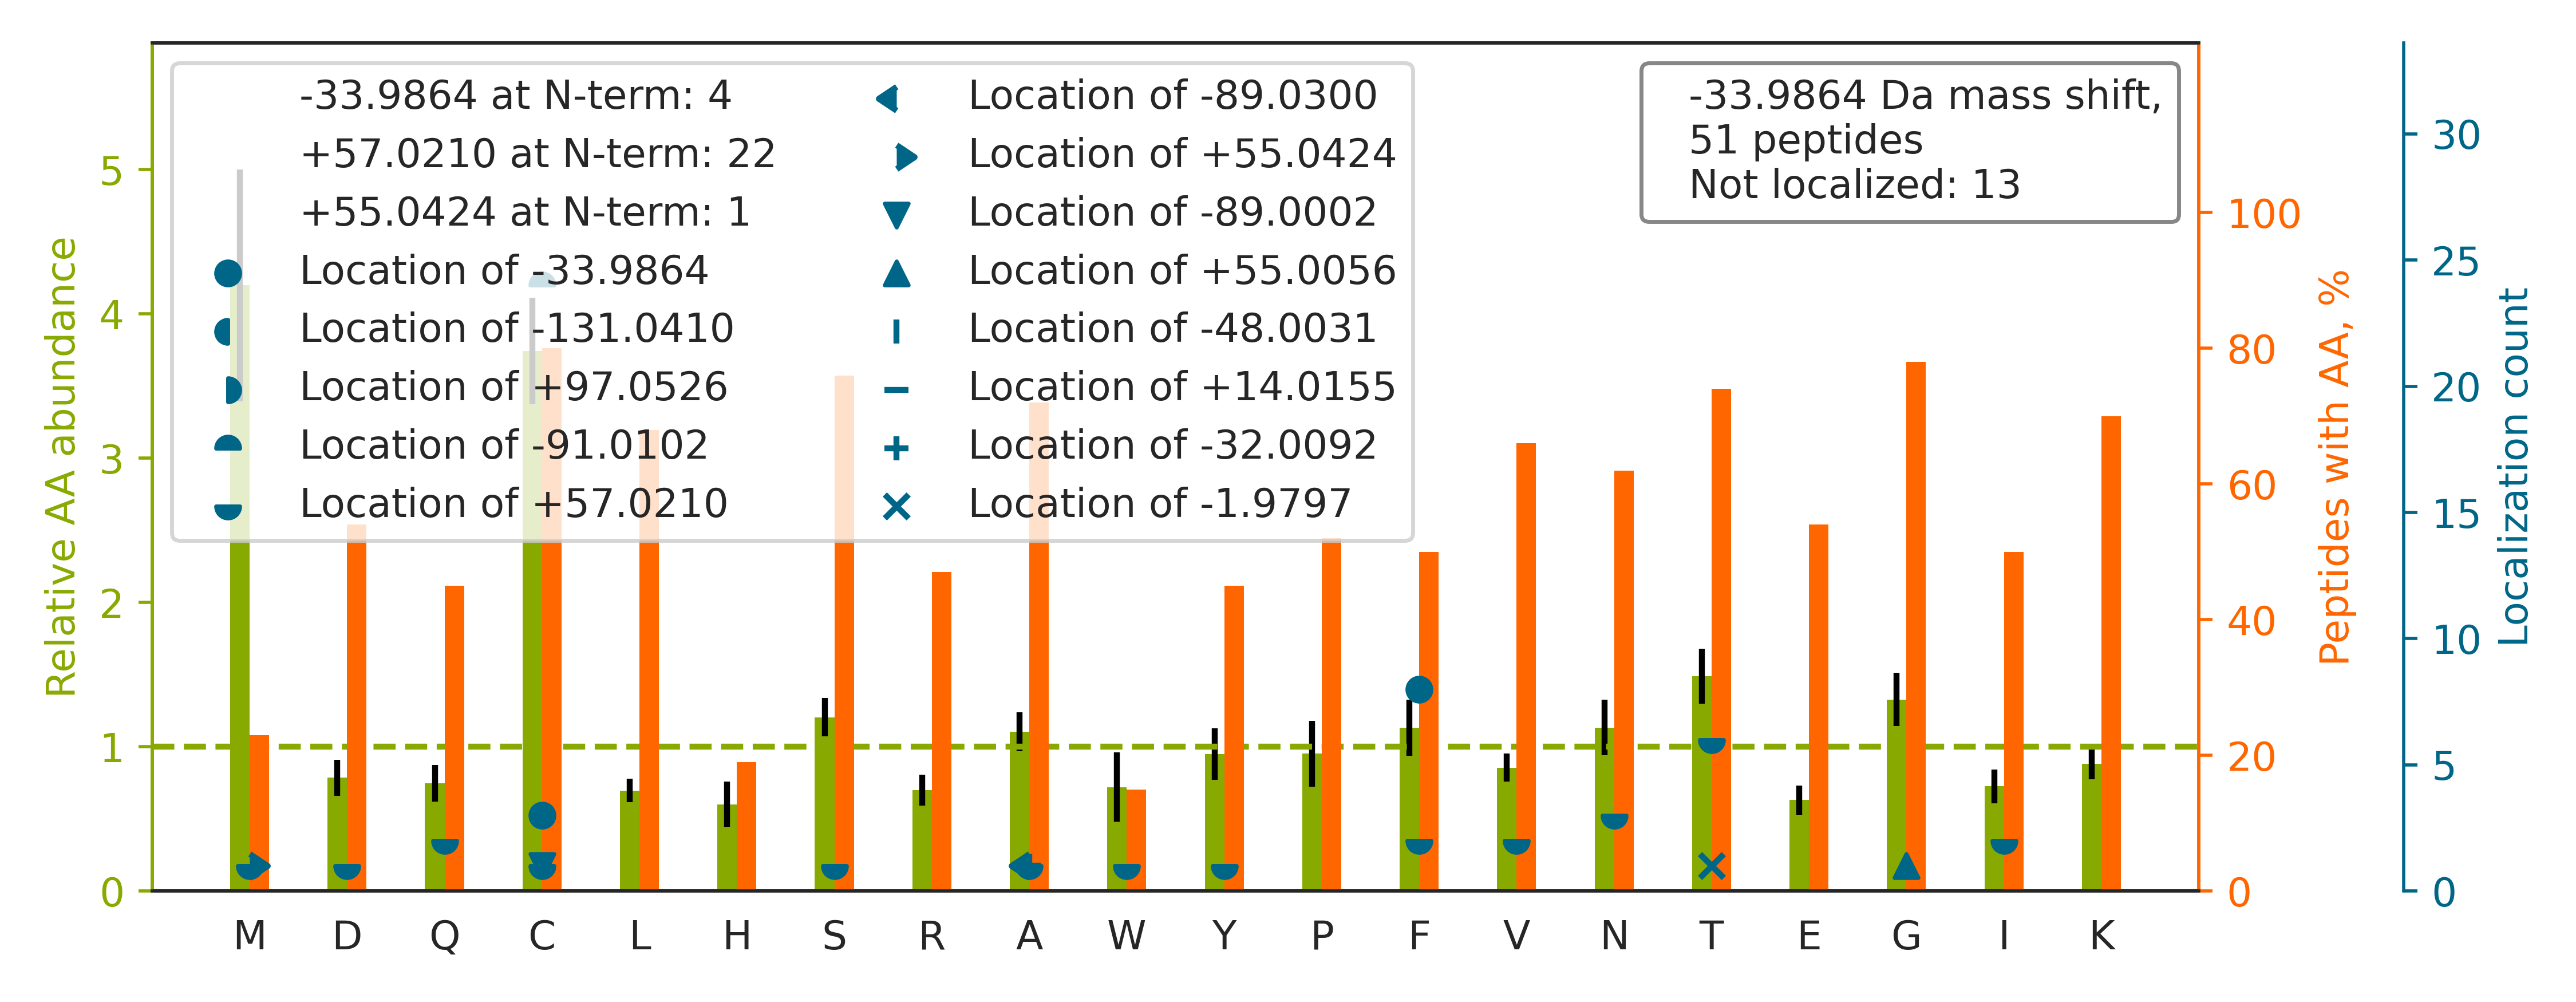 -33.9864 at N-term: 4
+57.0210 at N-term: 22
+55.0424 at N-term: 1
Location of -33.9864
Location of -131.0410
Location of +97.0526
Location of -91.0102
Location of +57.0210
Location of -89.0300
Location of +55.0424
Location of -89.0002
Location of +55.0056
Location of -48.0031
Location of +14.0155
Location of -32.0092
Location of -1.9797
-33.9864 Da mass shift,
51 peptides
Not localized: 13
Relative AA abundance
5
4
3
2
1
0
M D Q C L H S R A W Y P F V N T E G I K
100
80
60
40
20
0
Peptides with AA, %
30
25
20
15
10
5
0
Localization count